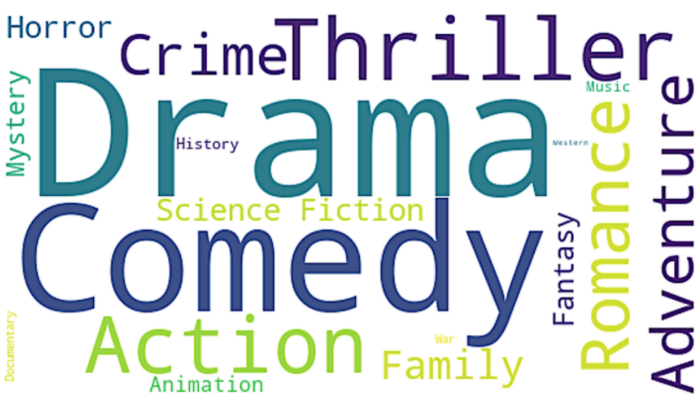 Horror
Crime
Thriller
Mystery
Drama
History
Music
Western
Science Fiction
Comedy
Fantasy
Romance
Adventure
Action
Documentary
War
Family
Animation